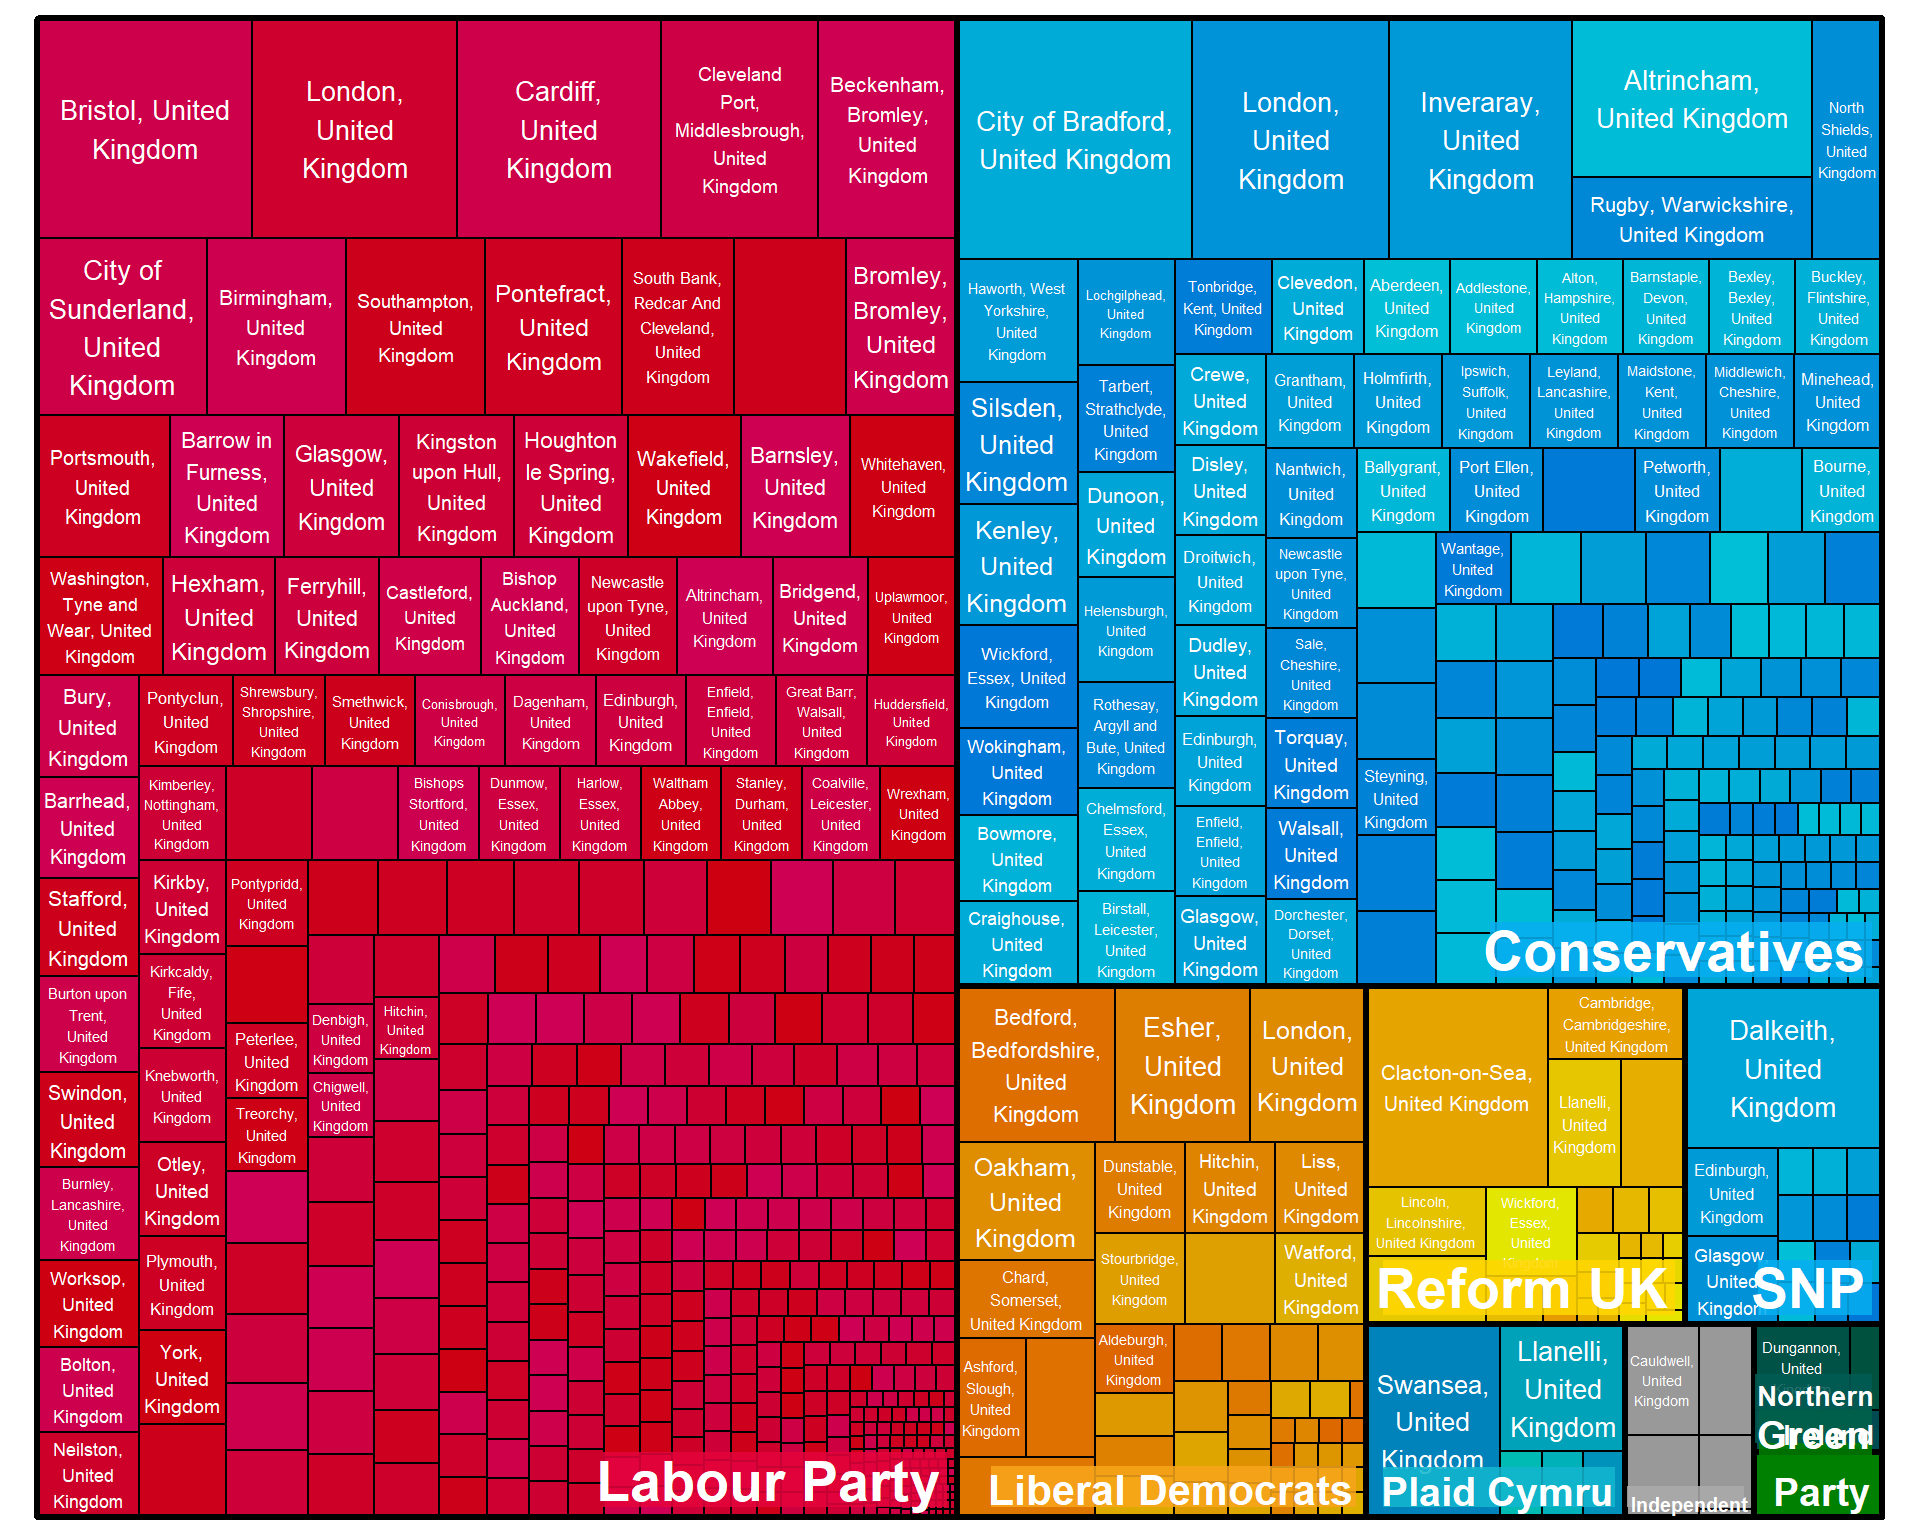 Bristol, United
Kingdom
London,
United
Kingdom
Cardiff,
United
Kingdom
Cleveland
Port,
Middlesbrough,
United
Kingdom
Beckenham,
Bromley,
United
Kingdom
City of
Sunderland,
United
Kingdom
Birmingham,
United
Kingdom
Southampton,
United
Kingdom
Pontefract,
United
Kingdom
South Bank,
Redcar And
Cleveland,
United
Kingdom
Bromley,
Bromley,
United
Kingdom
Portsmouth,
United
Kingdom
Barrow in
Furness,
United
Kingdom
Glasgow,
United
Kingdom
Kingston
upon Hull,
United
Kingdom
Houghton
le Spring,
United
Kingdom
Wakefield,
United
Kingdom
Barnsley,
United
Kingdom
Whitehaven,
United
Kingdom
Washington,
Tyne and
Wear, United
Kingdom
Hexham,
United
Kingdom
Ferryhill,
United
Kingdom
Castleford,
United
Kingdom
Bishop
Auckland,
United
Kingdom
Newcastle
upon Tyne,
United
Kingdom
Altrincham,
United
Kingdom
Bridgend,
United
Kingdom
Uplawmoor,
United
Kingdom
Bury,
United
Kingdom
Pontyclun,
United
Kingdom
Shrewsbury,
Shropshire,
United
Kingdom
Smethwick,
United
Kingdom
Conisbrough,
United
Kingdom
Dagenham,
United
Kingdom
Edinburgh,
United
Kingdom
Enfield,
Enfield,
United
Kingdom
Great Barr,
Walsall,
United
Kingdom
Huddersfield,
United
Kingdom
Barrhead,
United
Kingdom
Kimberley,
Nottingham,
United
Kingdom
Bishops
Stortford,
United
Kingdom
Dunmow,
Essex,
United
Kingdom
Harlow,
Essex,
United
Kingdom
Waltham
Abbey,
United
Kingdom
Stanley,
Durham,
United
Kingdom
Coalville,
Leicester,
United
Kingdom
Wrexham,
United
Kingdom
Stafford,
United
Kingdom
Kirkby,
United
Kingdom
Pontypridd,
United
Kingdom
Burton upon
Trent,
United
Kingdom
Kirkcaldy,
Fife,
United
Kingdom
Peterlee,
United
Kingdom
Denbigh,
United
Kingdom
Hitchin,
United
Kingdom
Swindon,
United
Kingdom
Knebworth,
United
Kingdom
Treorchy,
United
Kingdom
Chigwell,
United
Kingdom
Burnley,
Lancashire,
United
Kingdom
Otley,
United
Kingdom
Worksop,
United
Kingdom
Plymouth,
United
Kingdom
Bolton,
United
Kingdom
York,
United
Kingdom
Neilston,
United
Kingdom
Labour Party
City of Bradford,
United Kingdom
London,
United
Kingdom
Inveraray,
United
Kingdom
Altrincham,
United Kingdom
Rugby, Warwickshire,
United Kingdom
North
Shields,
United
Kingdom
Haworth, West
Yorkshire,
United
Kingdom
Lochgilphead,
United
Kingdom
Tonbridge,
Kent, United
Kingdom
Clevedon,
United
Kingdom
Aberdeen,
United
Kingdom
Addlestone,
United
Kingdom
Alton,
Hampshire,
United
Kingdom
Barnstaple,
Devon,
United
Kingdom
Bexley,
Bexley,
United
Kingdom
Buckley,
Flintshire,
United
Kingdom
Silsden,
United
Kingdom
Tarbert,
Strathclyde,
United
Kingdom
Crewe,
United
Kingdom
Grantham,
United
Kingdom
Holmfirth,
United
Kingdom
Ipswich,
Suffolk,
United
Kingdom
Leyland,
Lancashire,
United
Kingdom
Maidstone,
Kent,
United
Kingdom
Middlewich,
Cheshire,
United
Kingdom
Minehead,
United
Kingdom
Disley,
United
Kingdom
Nantwich,
United
Kingdom
Ballygrant,
United
Kingdom
Port Ellen,
United
Kingdom
Petworth,
United
Kingdom
Bourne,
United
Kingdom
Kenley,
United
Kingdom
Dunoon,
United
Kingdom
Droitwich,
United
Kingdom
Newcastle
upon Tyne,
United
Kingdom
Wantage,
United
Kingdom
Helensburgh,
United
Kingdom
Wickford,
Essex, United
Kingdom
Dudley,
United
Kingdom
Sale,
Cheshire,
United
Kingdom
Rothesay,
Argyll and
Bute, United
Kingdom
Wokingham,
United
Kingdom
Edinburgh,
United
Kingdom
Torquay,
United
Kingdom
Steyning,
United
Kingdom
Bowmore,
United
Kingdom
Chelmsford,
Essex,
United
Kingdom
Enfield,
Enfield,
United
Kingdom
Walsall,
United
Kingdom
Craighouse,
United
Kingdom
Birstall,
Leicester,
United
Kingdom
Glasgow,
United
Kingdom
Dorchester,
Dorset,
United
Kingdom
Conservatives
Bedford,
Bedfordshire,
United
Kingdom
Esher,
United
Kingdom
London,
United
Kingdom
Oakham,
United
Kingdom
Dunstable,
United
Kingdom
Hitchin,
United
Kingdom
Liss,
United
Kingdom
Stourbridge,
United
Kingdom
Watford,
United
Kingdom
Chard,
Somerset,
United Kingdom
Ashford,
Slough,
United
Kingdom
Aldeburgh,
United
Kingdom
Liberal Democrats
Clacton-on-Sea,
United Kingdom
Cambridge,
Cambridgeshire,
United Kingdom
Llanelli,
United
Kingdom
Lincoln,
Lincolnshire,
United Kingdom
Wickford,
Essex,
United
Kingdom
Reform UK
Dalkeith,
United
Kingdom
Edinburgh,
United
Kingdom
Glasgow
United
Kingdom
SNP
Swansea,
United
Kingdom
Llanelli,
United
Kingdom
Plaid Cymru
Cauldwell,
United
Kingdom
Independent
Dungannon,
United
Northern
Ireland
Green
Party